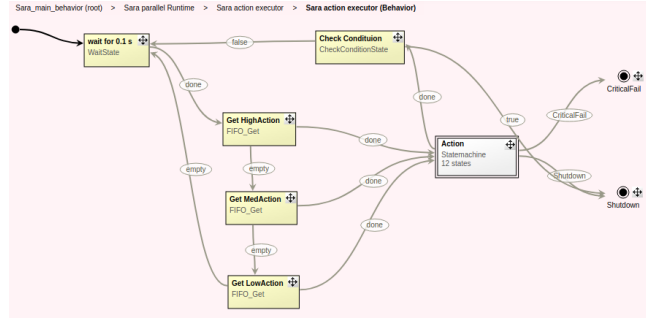 Sara_main_behavior (root) > Sara parallel Runtime > Sara action executor > Sara action executor (Behavior)
wait for 0.1 s
WaitState
false
Check Condituion
CheckConditionState
done
done
CriticalFail
Get HighAction
FIFO_Get
CriticalFail
true
done
Action
Statemachine
12 states
empty
empty
done
Shutdown
Get MedAction
FIFO_Get
Shutdown
done
empty
Get LowAction
FIFO_Get